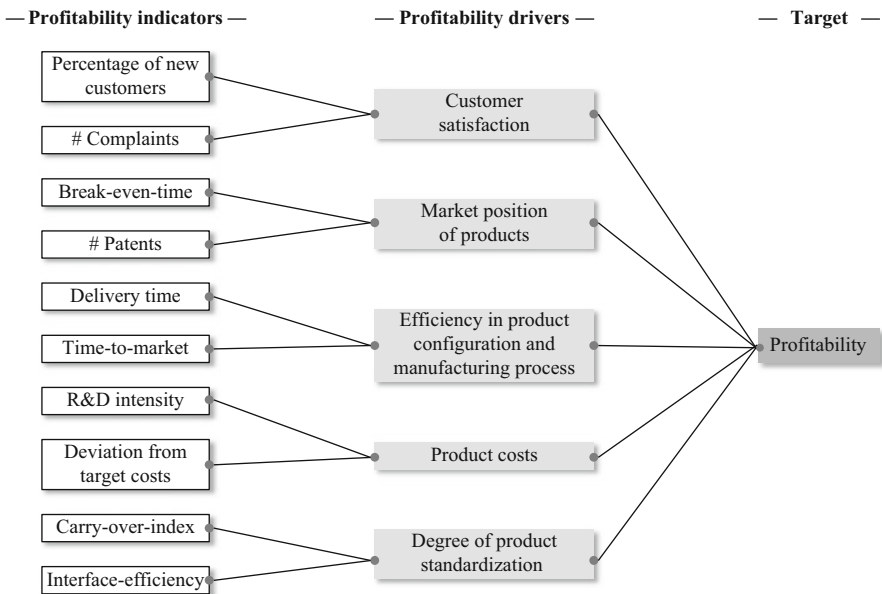 — Profitability indicators —
— Profitability drivers —
— Target —
Percentage of new
customers
# Complaints
Break-even-time
# Patents
Delivery time
Time-to-market
R&D intensity
Deviation from
target costs
Carry-over-index
Interface-efficiency
Customer
satisfaction
Market position
of products
Efficiency in product
configuration and
manufacturing process
Product costs
Degree of product
standardization
Profitability